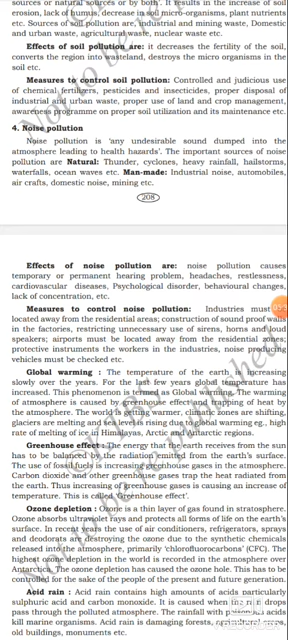 sources or natural sources or by both'. It results in the increase of soil
erosion, lack of humus, decrease in micro-organisms, plant nutrients
etc. Sources of soil pollution are, industrial and mining waste, Domestic
and urban waste, agricultural waste, nuclear waste etc.
Effects of soil pollution are: it decreases the fertility of the soil,
converts the region into wasteland, destroys the micro organisms in the
soil etc.
Measures to control soil pollution: Controlled and judicious use
of chemical fertilizers, pesticides and insecticides, proper disposal of
industrial and urban waste, proper use of land and crop management,
awareness programme on proper soil utilization and its maintenance etc.
4. Noise pollution
Noise pollution is 'any undesirable sound dumped into the
atmosphere leading to health hazards'. The important sources of noise
pollution are Natural: Thunder, cyclones, heavy rainfall, hailstorms,
waterfalls, ocean waves etc. Man-made: Industrial noise, automobiles,
air crafts, domestic noise, mining etc.
208
Effects of noise pollution are: noise pollution causes
temporary or permanent hearing problem, headaches, restlessness,
cardiovascular diseases, Psychological disorder, behavioural changes,
lack of concentration, etc.
Measures to control noise pollution: Industries must
located away from the residential areas; construction of sound proof walls
in the factories, restricting unnecessary use of sirens, horns and loud
speakers; airports must be located away from the residential areas;
protective instruments the workers in the industries, noise producing
vehicles must be checked etc.
Global warming : The temperature of the earth is increasing
slowly over the years. For the last few years global temperature has
increased. This phenomenon is termed as Global warming. The warming
of atmosphere is caused by greenhouse effect and trapping of heat by
the atmosphere. The world is getting warmer, climatic zones are shifting,
glaciers are melting and sea level is rising due to global warming eg., high
rate of melting of ice in Himalayas, Arctic and Antarctic regions.
Greenhouse effect : The energy that the earth receives from the sun
has to be balanced by the radiation emitted from the earth's surface.
The use of fossil fuel is increasing greenhouse gases in the atmosphere.
Carbon dioxide and other greenhouse gases trap the heat radiated from
the earth. Thus increasing of greenhouse gases is causing an increase of
temperature. This is called 'Greenhouse effect'.
Ozone depletion : Ozone is a thin layer of gas found in stratosphere.
Ozone absorbs ultraviolet rays and protects all forms of life on the earth's
surface. In recent years the use of air conditioners, refrigerators, sprays
and deodorants is destroying the ozone due to the synthetic chemicals
released into the atmosphere, primarily 'chlorofluorocarbons' (CFC). The
highest ozone depletion in the world is recorded in the atmosphere over
Antarctica. The ozone depletion has caused the ozone hole. This has to be
controlled for the sake of the people of the present and future generation.
Acid rain : Acid rain contains high amounts of acids particularly
sulphuric acid and carbon monoxide. It is caused when rain drops
pass through the polluted atmosphere. The rainfall with acids
kill marine organisms. Acid rain is damaging forests, crops,
old buildings, monuments etc.